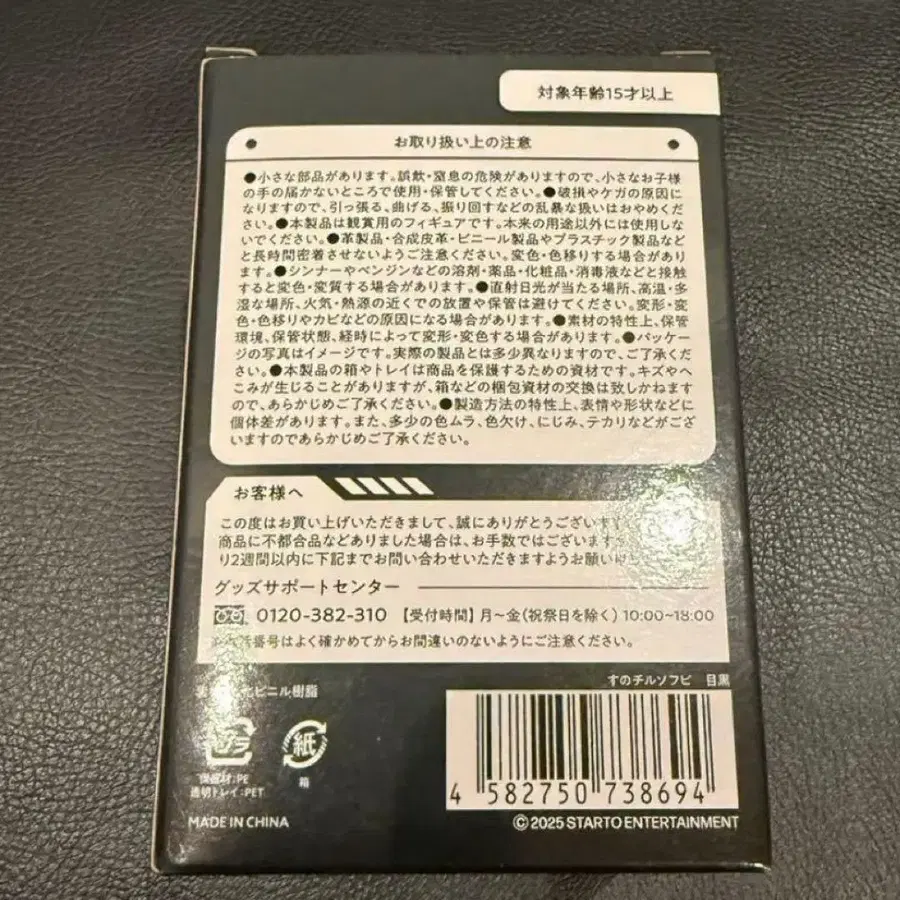 対象年齢15才以上
お取り扱い上の注意
●小さな部品があります。誤飲・窒息の危険がありますので、小さなお子様
の手の届かないところで使用・保管してください。●破損やケガの原因に
なりますので、引っ張る、曲げる、振り回すなどの乱暴な扱いはおやめくだ
さい。●本製品は観賞用のフィギュアです。本来の用途以外には使用しな
いでください。●革製品・合成皮革・ビニール製品やプラスチック製品など
と長時間密着させないようご注意ください。変色・色移りする場合があり
ます。●シンナーやベンジンなどの溶剤・薬品・化粧品・消毒液などと接触
すると変色・変質する場合があります。●直射日光が当たる場所、高温・多
湿な場所、火気・熱源の近くでの放置や保管は避けてください。変形・変
色・色移りやカビなどの原因になる場合があります。●素材の特性上、保管
環境、保管状態、経時によって変形・変色する場合があります。●パッケー
ジの写真はイメージです。実際の製品とは多少異なりますので、ご了承くだ
さい。●本製品の箱やトレイは商品を保護するための資材です。キズやへ
こみが生じることがありますが、箱などの梱包資材の交換は致しかねます
ので、あらかじめご了承ください。●製造方法の特性上、表情や形状などに
個体差があります。また、多少の色ムラ、色欠け、にじみ、テカリなどがござ
いますのであらかじめご了承ください。
お客様へ
この度はお買い上げいただきまして、誠にありがとうございます
商品に不都合品などありました場合は、お手数ではございます
り2週間以内に下記までお問い合わせいただきますようお願い
グッズサポートセンター
0120-382-310 【受付時間】月~金(祝祭日を除く)10:00~18:00
番号はよく確かめてからお間違いのないようにご注意ください。
ビニル樹脂
すのチルソフビ 目黒
プラ
紙
保護材:PE
透明トレイ:PET
箱
MADE IN CHINA
4 582750 738694
©2025 STARTO ENTERTAINMENT